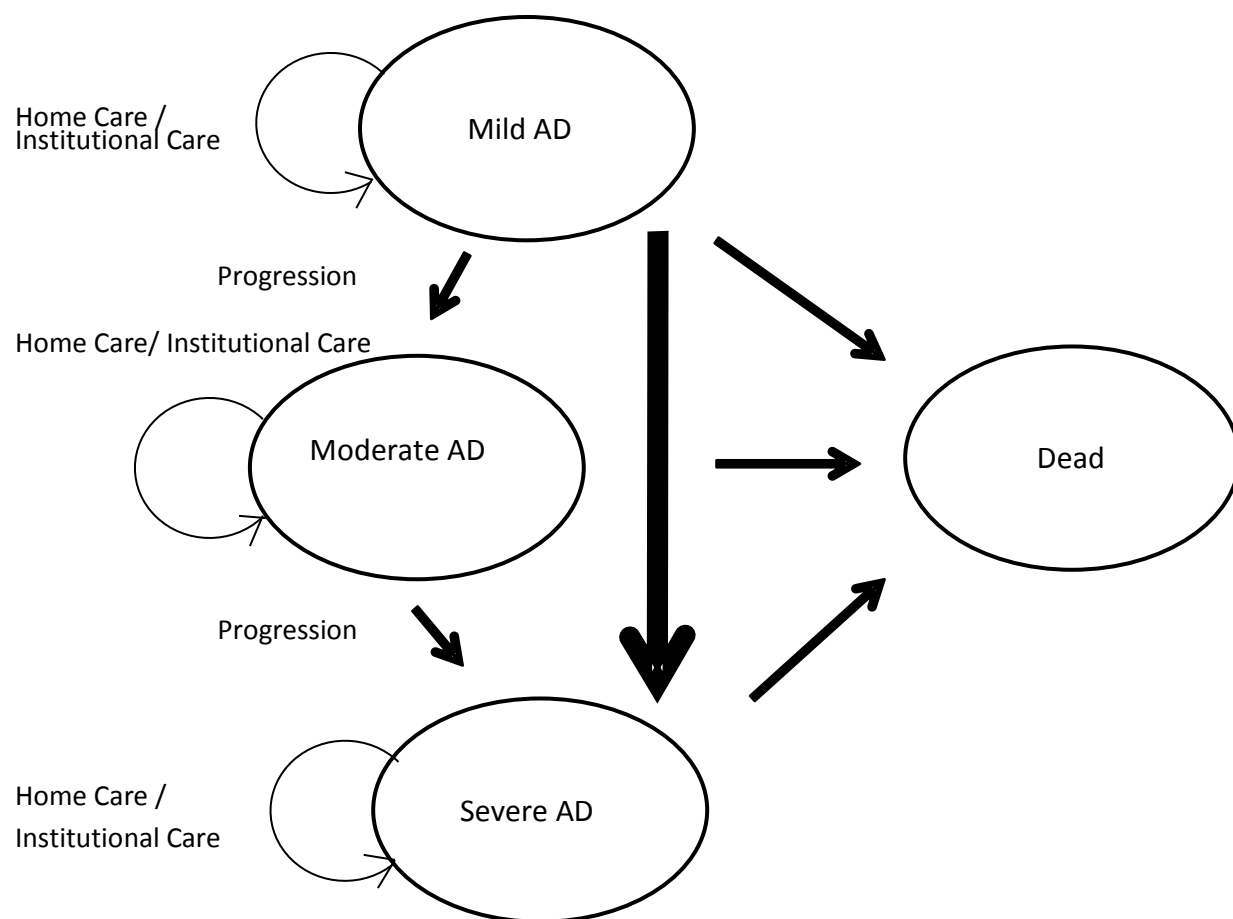 Mild AD
Home Care /
Institutional Care
Progression
Home Care/ Institutional Care
Moderate AD
Dead
Progression
Home Care /
Institutional Care
Severe AD